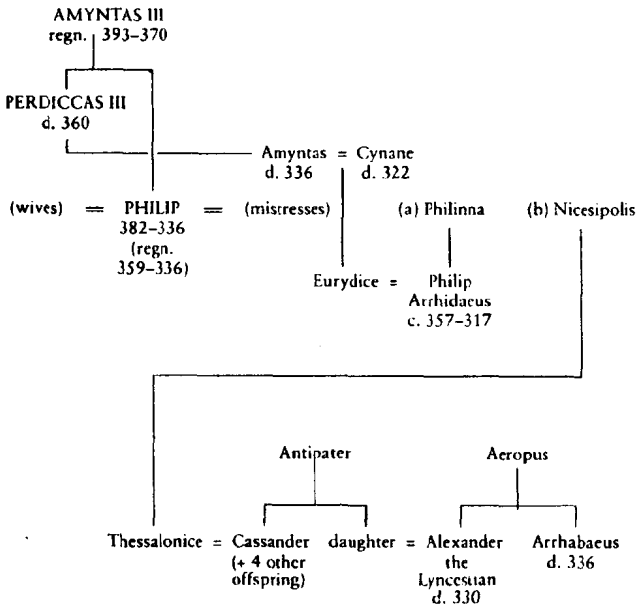 AMYNTAS III
regn. 393–370
PERDICCAS III
d. 360
Amyntas = Cynane
d. 336 d. 322
(wives) = PHILIP = (mistresses) (a) Philinna (b) Nicesipolis
382–336
(regn.
359–336)
Eurydice = Philip
Arrhidaeus
c. 357–317
Antipater Aeropus
Thessalonice = Cassander daughter = Alexander Arrhabaeus
(+ 4 other the d. 336
offspring) Lyncestian
d. 330